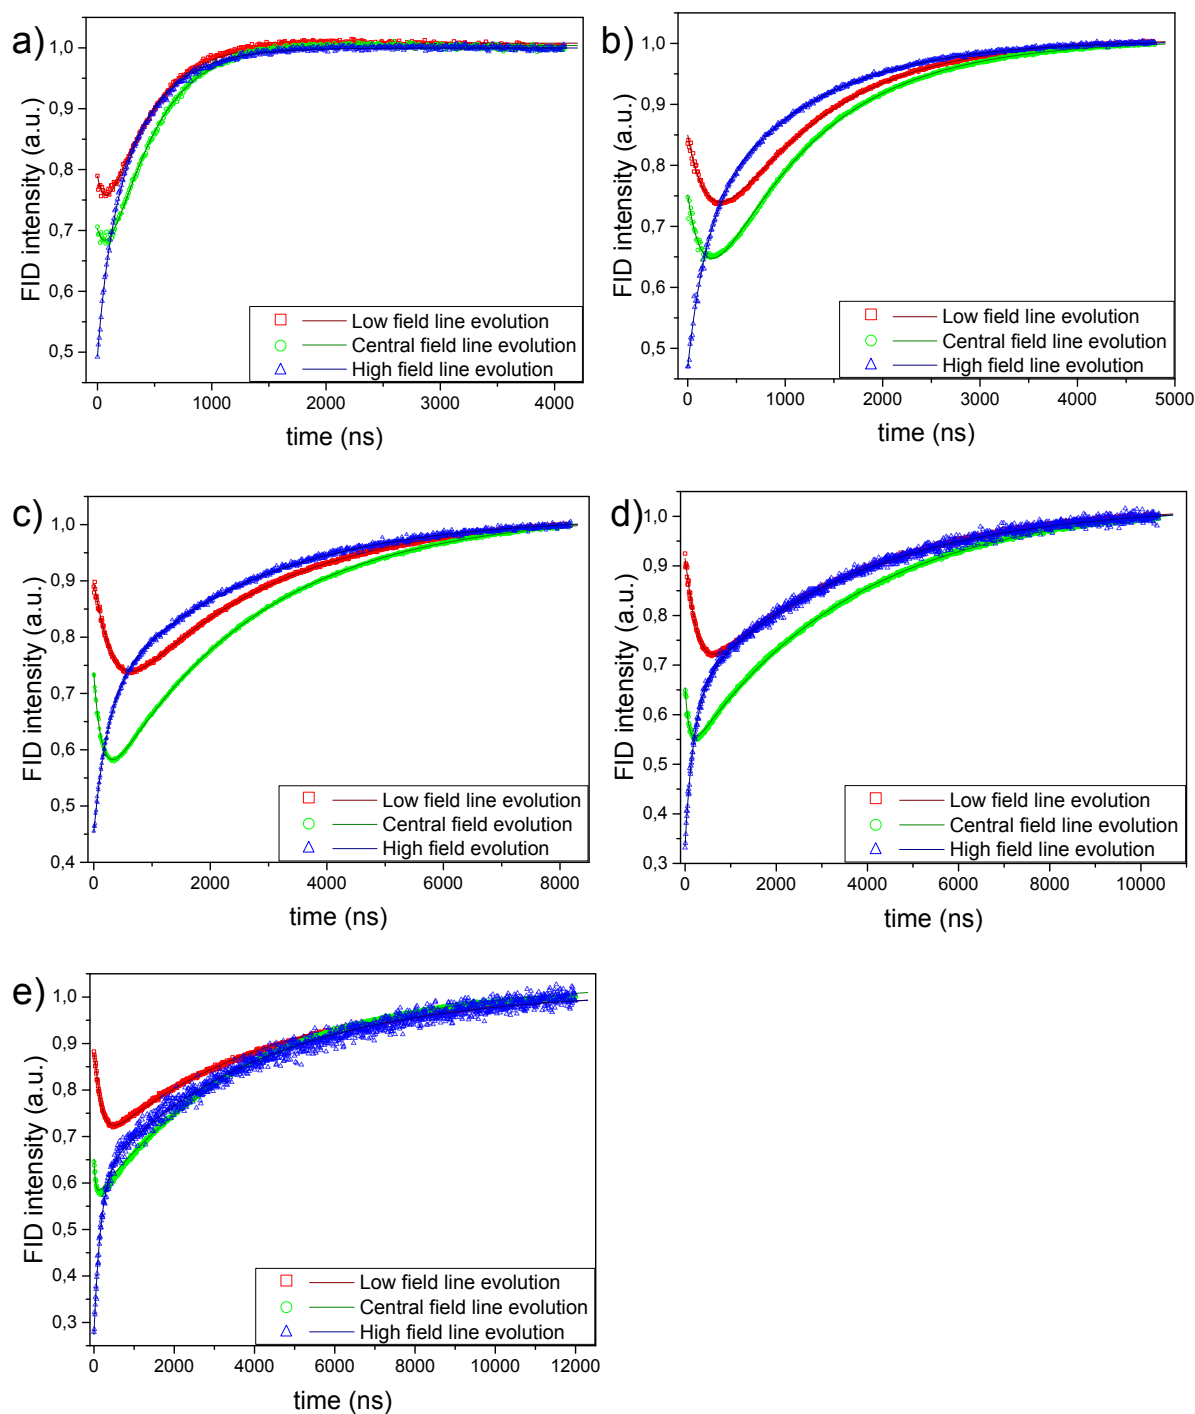 a)
FID intensity (a.u.)
1,0
0,9
0,8
0,7
0,6
0,5
Low field line evolution
Central field line evolution
High field line evolution
0 1000 2000 3000 4000
time (ns)
b)
FID intensity (a.u.)
1,0
0,9
0,8
0,7
0,6
0,5
Low field line evolution
Central field line evolution
High field line evolution
0 1000 2000 3000 4000 5000
time (ns)
c)
FID intensity (a.u.)
1,0
0,9
0,8
0,7
0,6
0,5
0,4
Low field line evolution
Central field evolution
High field evolution
0 2000 4000 6000 8000
time (ns)
d)
FID intensity (a.u.)
1,0
0,9
0,8
0,7
0,6
0,5
0,4
0,3
Low field line evolution
Central field line evolution
High field line evolution
0 2000 4000 6000 8000 10000
time (ns)
e)
FID intensity (a.u.)
1,0
0,9
0,8
0,7
0,6
0,5
0,4
0,3
Low field line evolution
Central field line evolution
High field line evolution
0 2000 4000 6000 8000 10000 12000
time (ns)